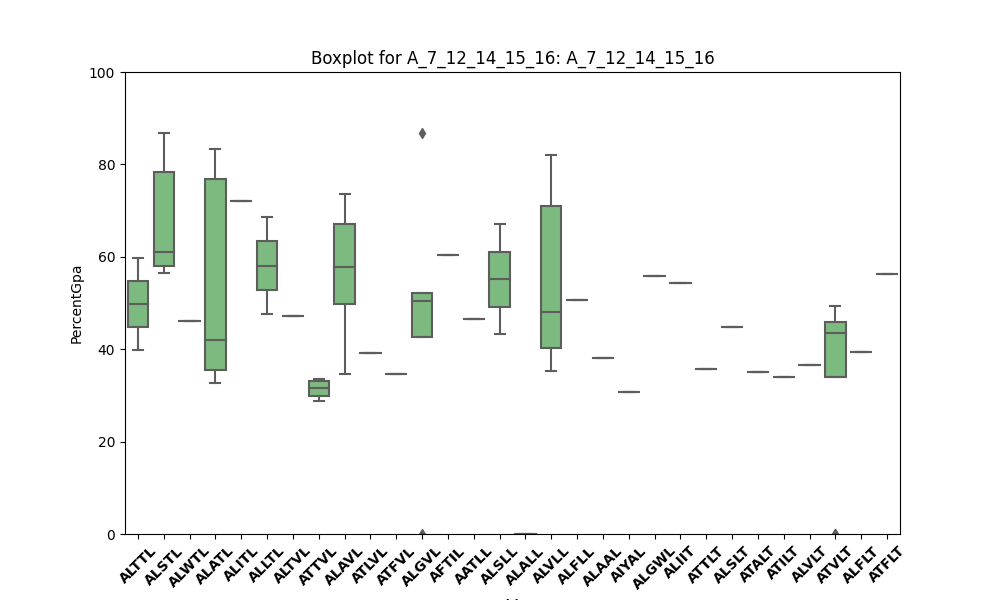 Boxplot for A_7_12_14_15_16: A_7_12_14_15_16
100
80
60
40
20
0
PercentGpa
ALTTL
ALSTL
ALWTL
ALATL
ALITL
ALLTL
ALTVL
ATTVL
ALAVL
ATLVL
ATFVL
ALGVL
AFTIL
AATLL
ALSLL
ALALL
ALVLL
ALFLL
ALAAL
AIYAL
ALGWL
ALIIT
ATTLT
ALSLT
ATALT
ATILT
ALVLT
ATVLT
ALFLT
ATFLT